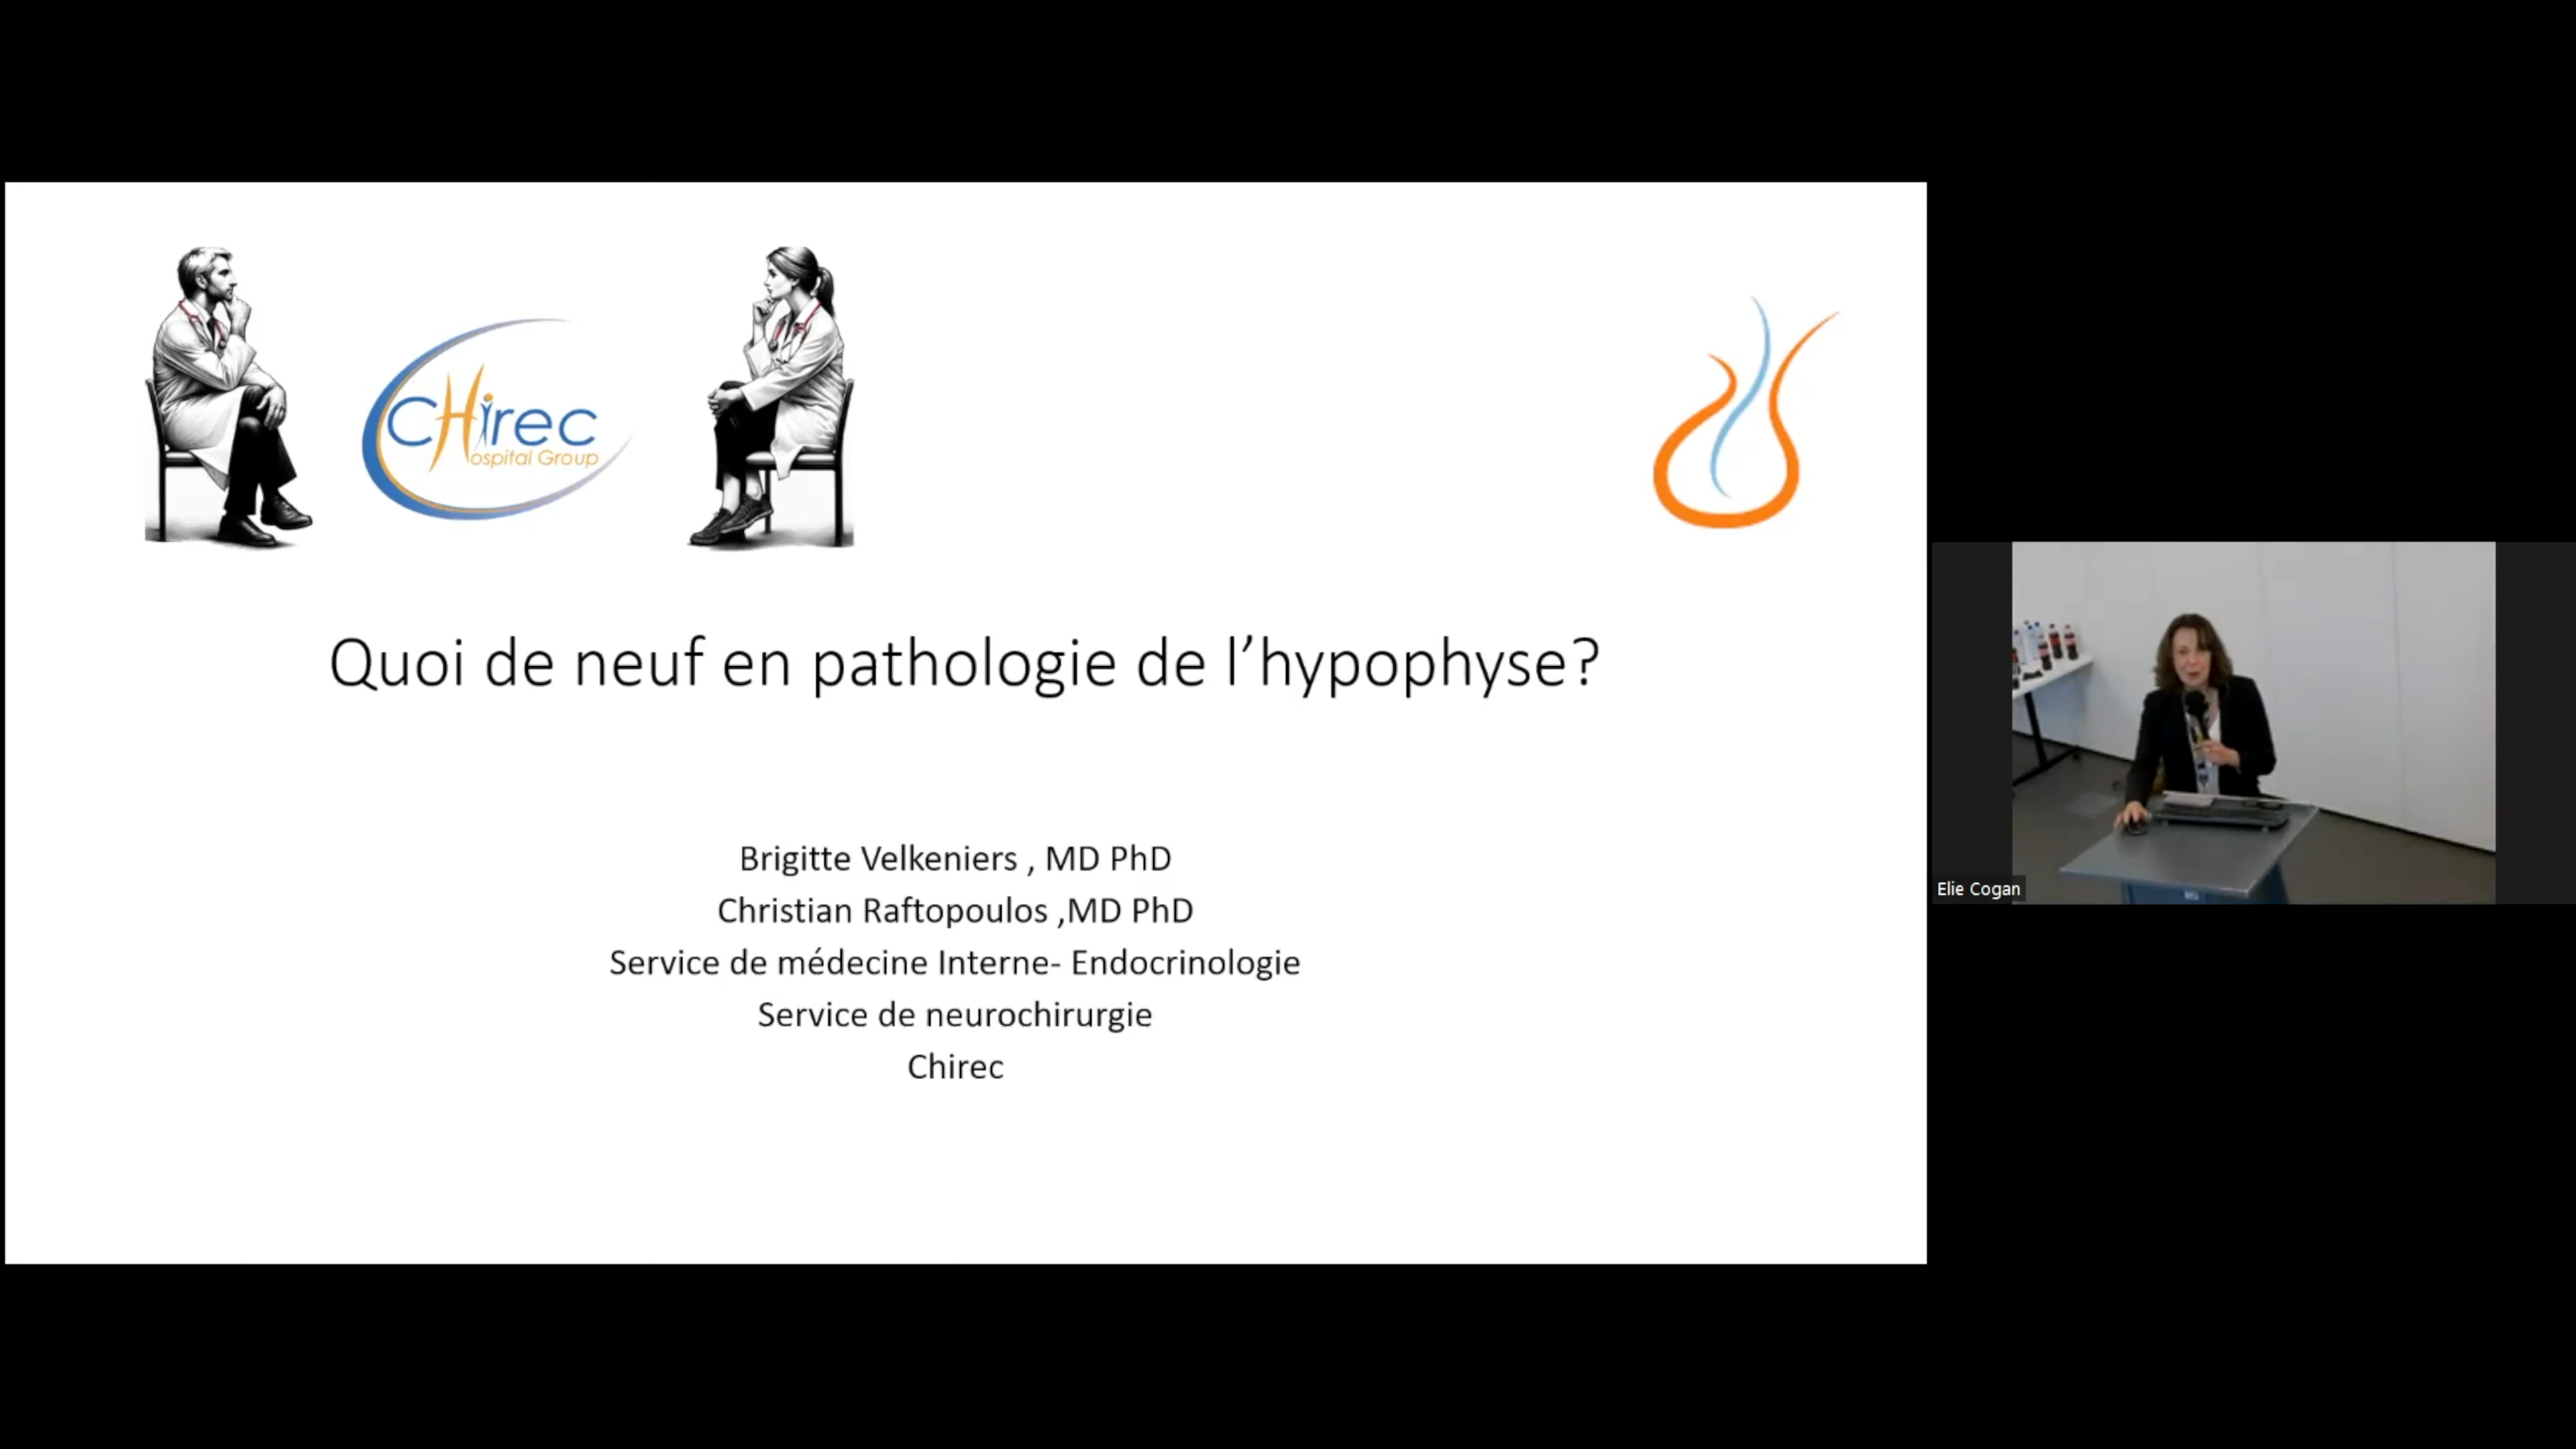 CHirec
Hospital Group
Quoi de neuf en pathologie de l’hypophyse?
Brigitte Velkeniers , MD PhD
Christian Raftopoulos ,MD PhD
Service de médecine Interne- Endocrinologie
Service de neurochirurgie
Chirec
Elie Cogan